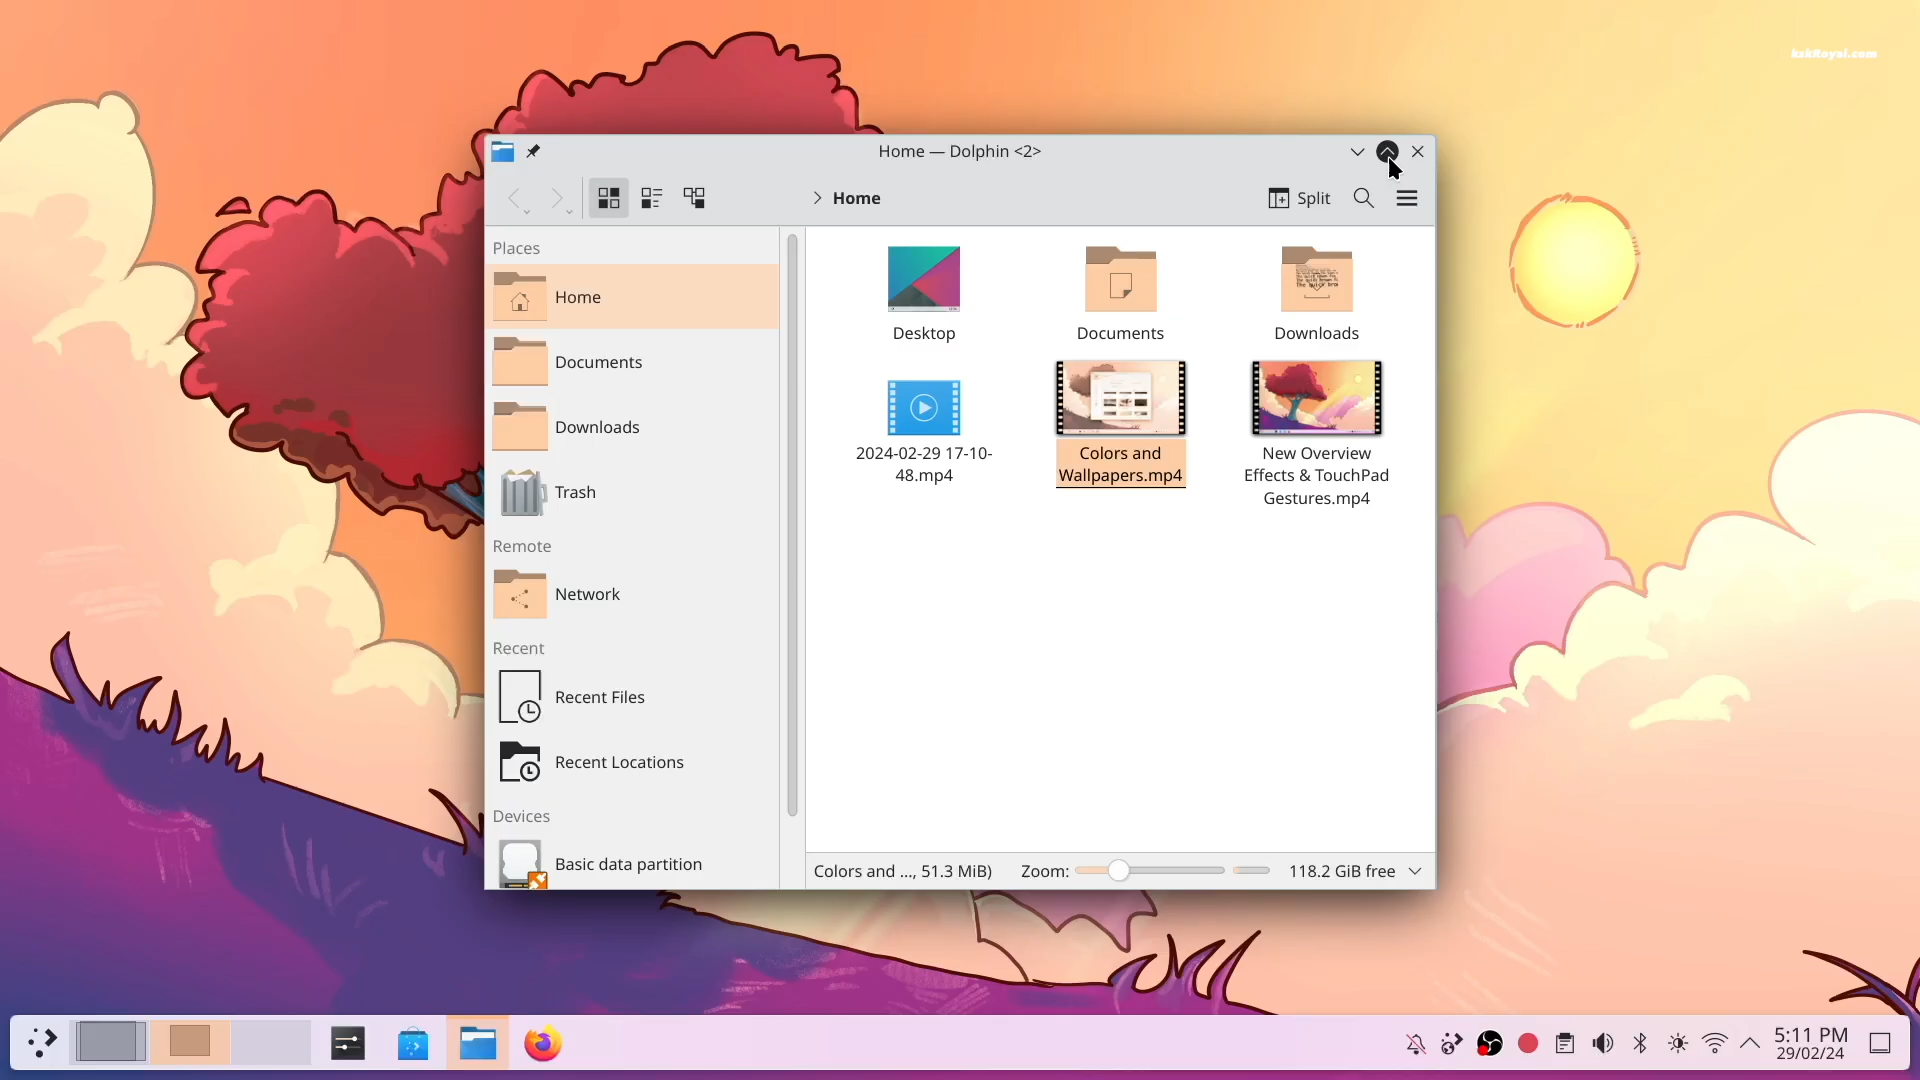 kskRoyal.com
Home — Dolphin <2>
Home
Split
Places
Home
Documents
Downloads
Trash
Remote
Network
Recent
Recent Files
Recent Locations
Devices
Basic data partition
Desktop
Documents
Downloads
2024-02-29 17-10-
48.mp4
Colors and
Wallpapers.mp4
New Overview
Effects & TouchPad
Gestures.mp4
Colors and ..., 51.3 MiB)
Zoom:
118.2 GiB free
5:11 PM
29/02/24